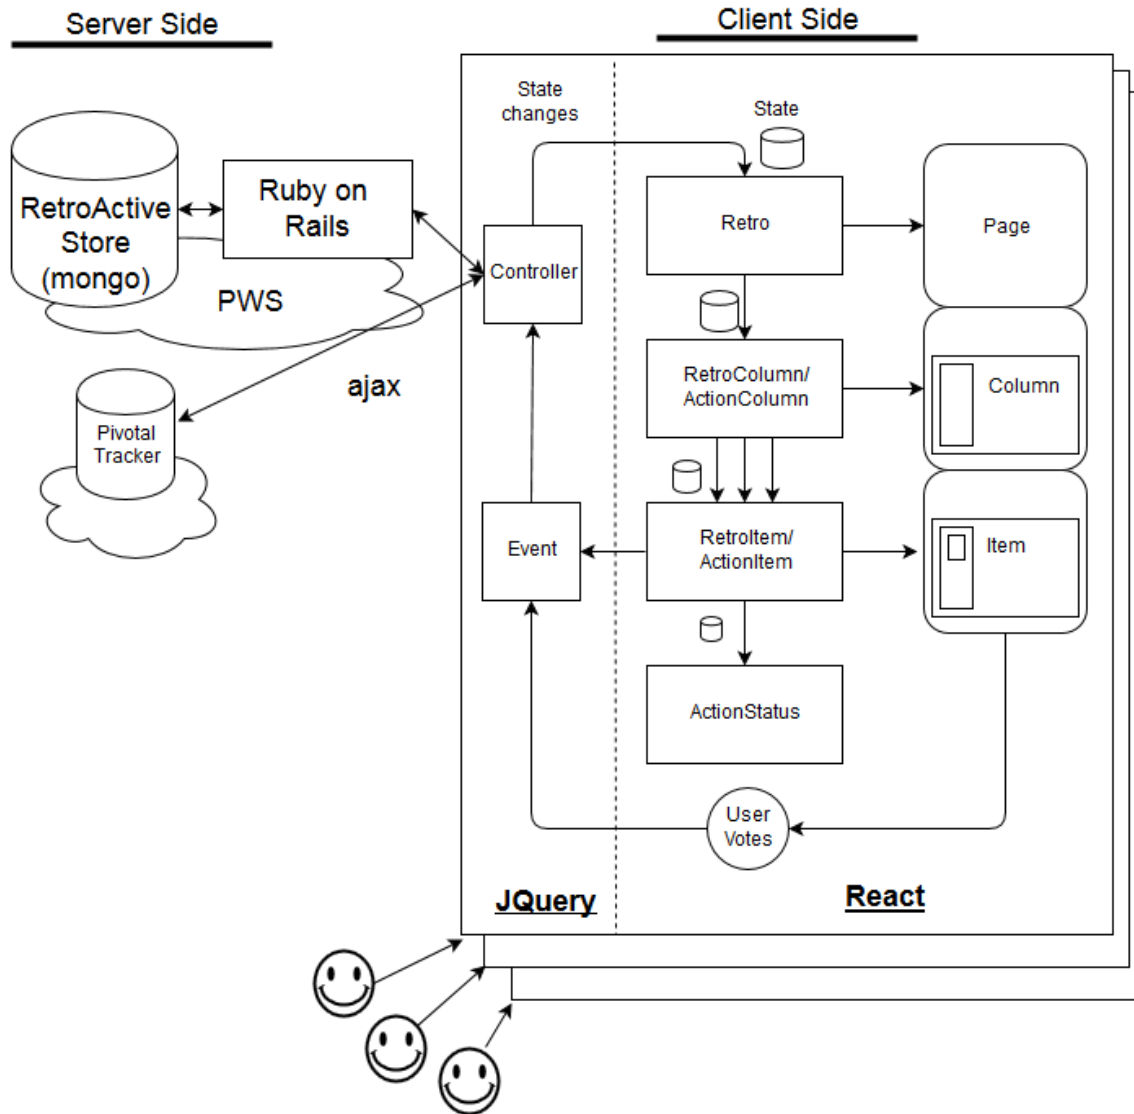 Server Side
Client Side
State
changes
State
RetroActive
Store
(mongo)
Ruby on
Rails
PWS
Controller
Retro
Page
ajax
RetroColumn/
ActionColumn
Column
Pivotal
Tracker
Event
RetroItem/
ActionItem
Item
ActionStatus
User
Votes
JQuery
React